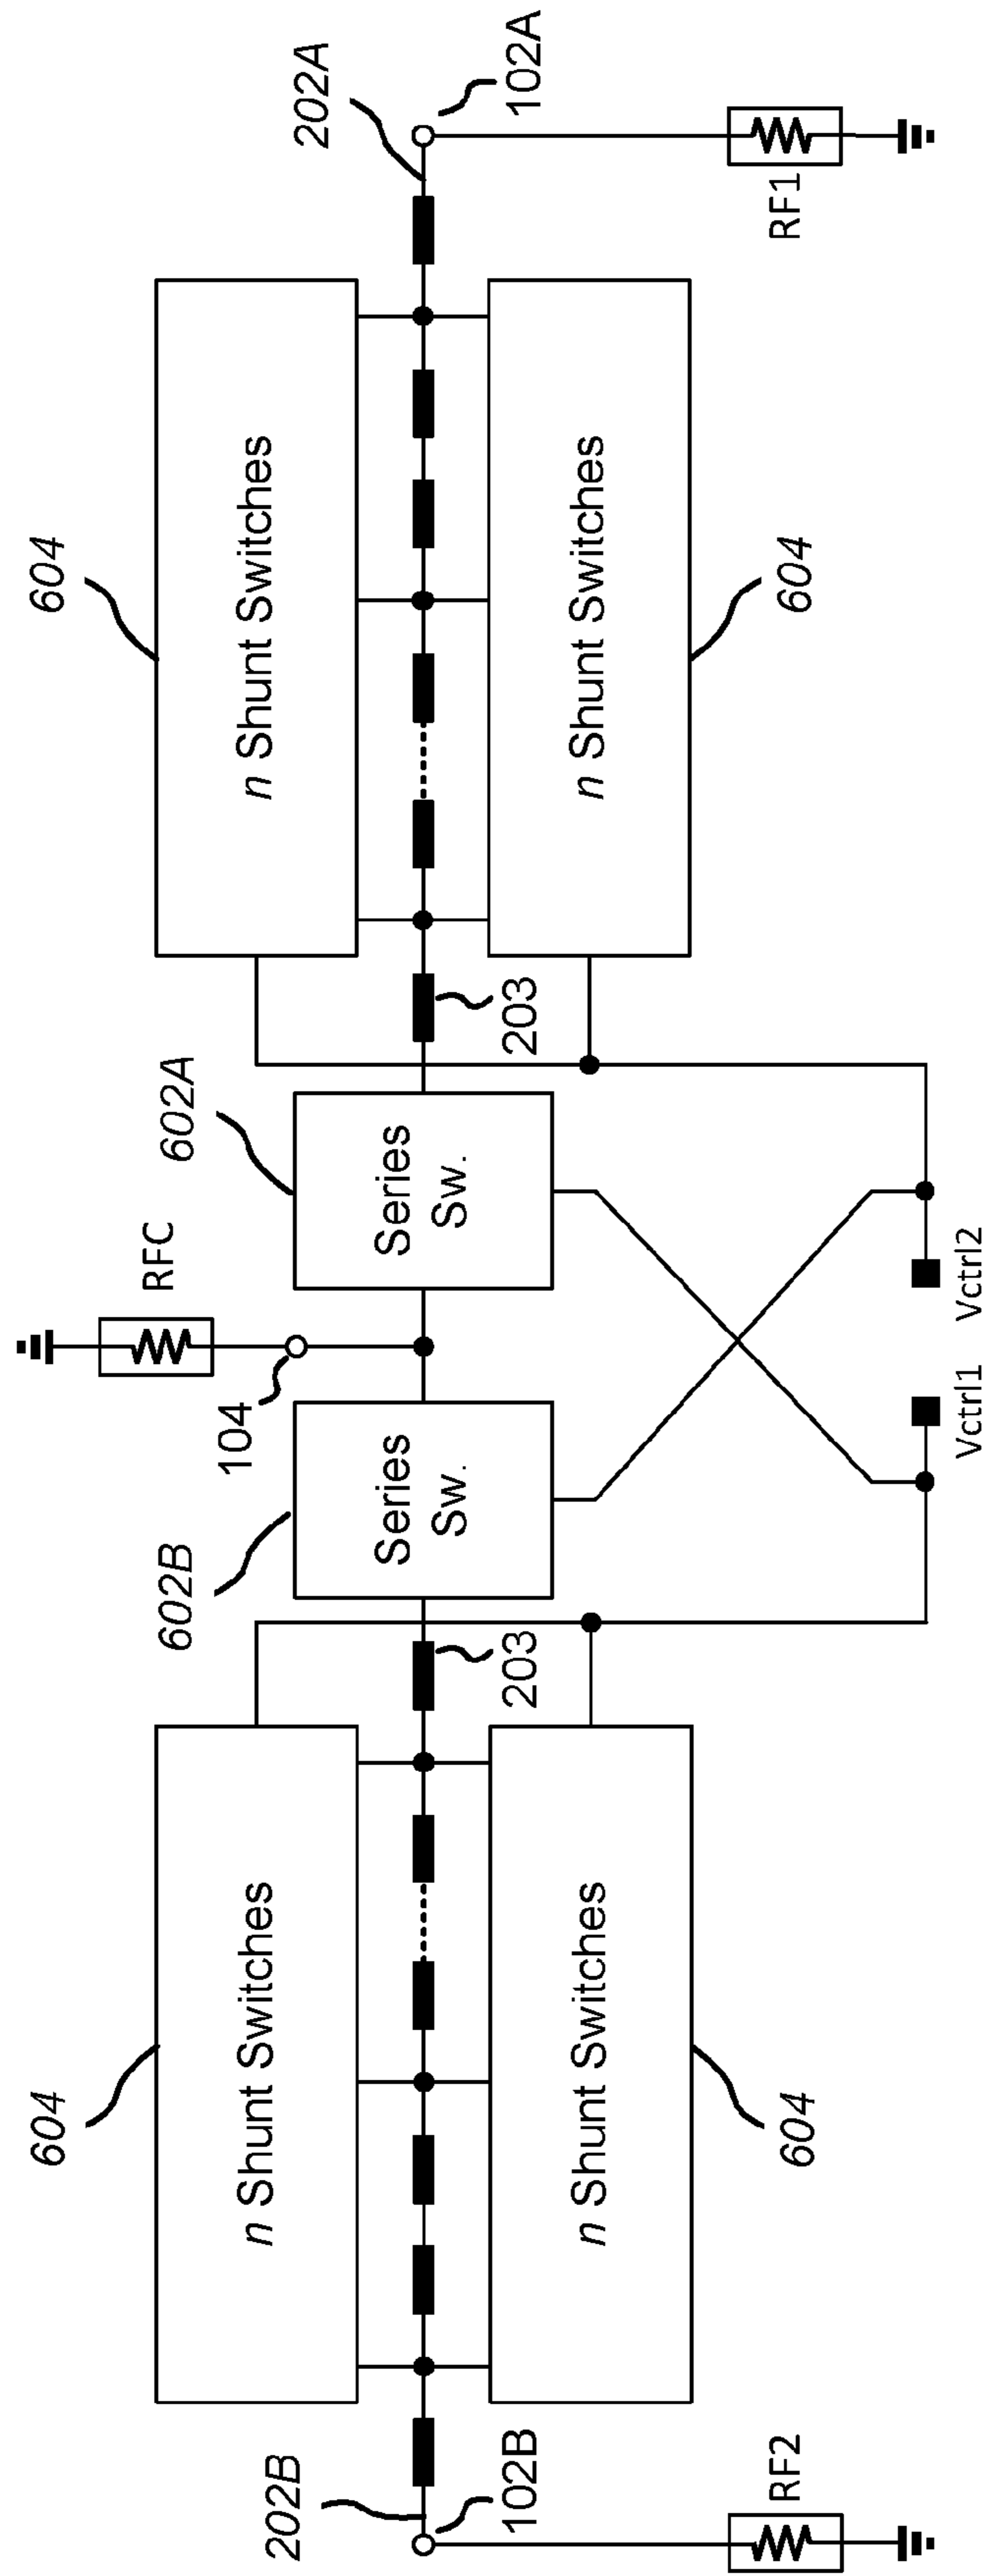 604
604
602B
RFC
602A
104
n Shunt Switches
n Shunt Switches
202B
202A
Series
Sw.
Series
Sw.
102B
203
203
102A
n Shunt Switches
n Shunt Switches
RF2
604
604
RF1
Vctrl1
Vctrl2